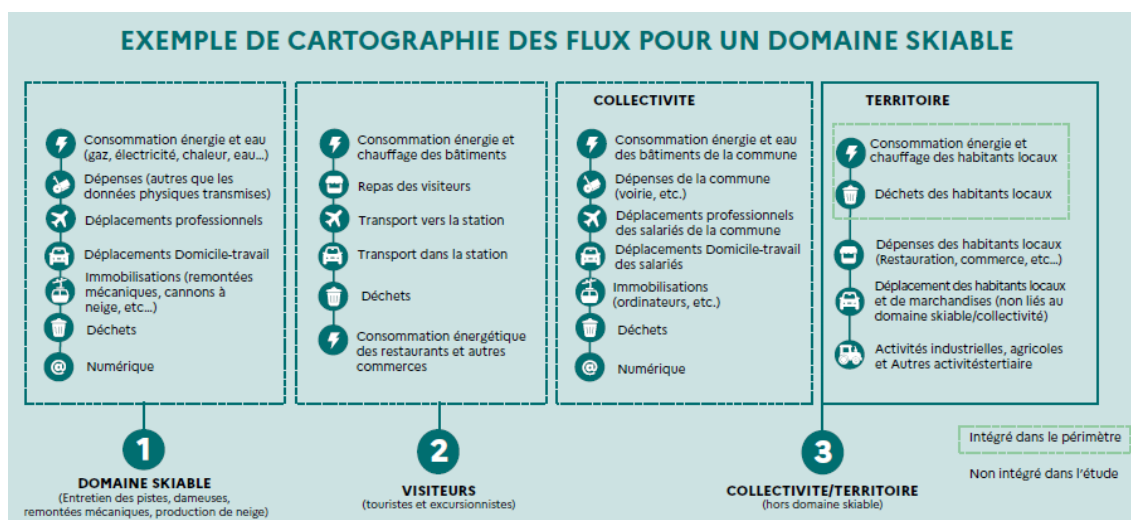 EXEMPLE DE CARTOGRAPHIE DES FLUX POUR UN DOMAINE SKIABLE
Consommation énergie et eau
(gaz, électricité, chaleur, eau...)
Dépenses (autres que les
données physiques transmises)
Déplacements professionnels
Déplacements Domicile-travail
Immobilisations (remontées
mécaniques, cannons à
neige, etc...)
Déchets
@
Numérique
1
DOMAINE SKIABLE
(Entretien des pistes, dameuses,
remontées mécaniques, production de neige)
Consommation énergie et
chauffage des bâtiments
Repas des visiteurs
Transport vers la station
Transport dans la station
Déchets
Consommation énergétique
des restaurants et autres
commerces
2
VISITEURS
(touristes et excursionnistes)
COLLECTIVITE
Consommation énergie et eau
des bâtiments de la commune
Dépenses de la commune
(voirie, etc.)
Déplacements professionnels
des salariés de la commune
Déplacements Domicile-travail
des salariés
Immobilisations
(ordinateurs, etc.)
Déchets
@
Numérique
TERRITOIRE
Consommation énergie et
chauffage des habitants locaux
Déchets des habitants locaux
Dépenses des habitants locaux
(Restauration, commerce, etc...)
Déplacement des habitants locaux
et de marchandises (non liés au
domaine skiable/collectivité)
Activités industrielles, agricoles
et Autres activitéstertiaire
3
COLLECTIVITE/TERRITOIRE
(hors domaine skiable)
Intégré dans le périmètre
Non intégré dans l'étude